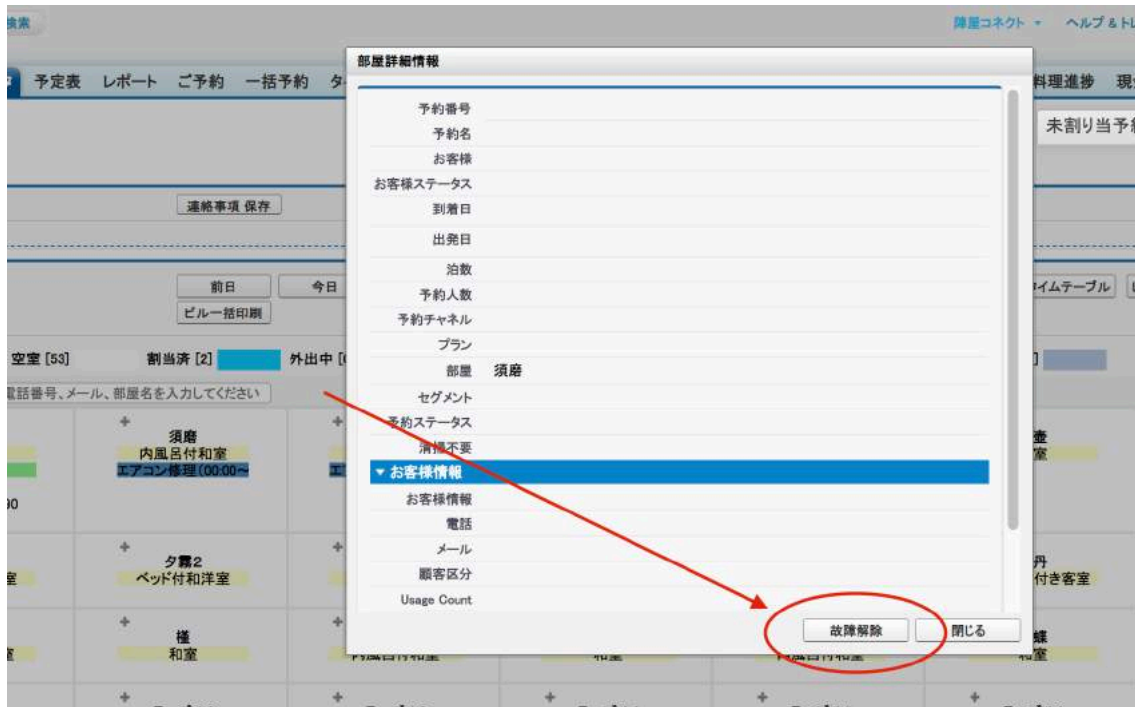 検索
陣屋コネクト
ヘルプ &
部屋詳細情報
予定表 レポート ご予約 一括予約 タ
料理進捗
未割り当予
予約番号
予約名
お客様
お客様ステータス
到着日
連絡事項 保存
出発日
泊数
前日 今日
予約人数
イムテーブル
ビル一括印刷
予約チャネル
プラン
空室 [53] 割当済 [2] 外出中
部屋 須磨
電話番号、メール、部屋名を入力してください
セグメント
予約ステータス
清掃不要
須磨
内風呂付和室
エアコン修理(00:00~
お客様情報
お客様情報
電話
メール
顧客区分
Usage Count
夕霧2
ベッド付和洋室
丹
付き客室
故障解除 閉じる
槿
和室
蝶
和室